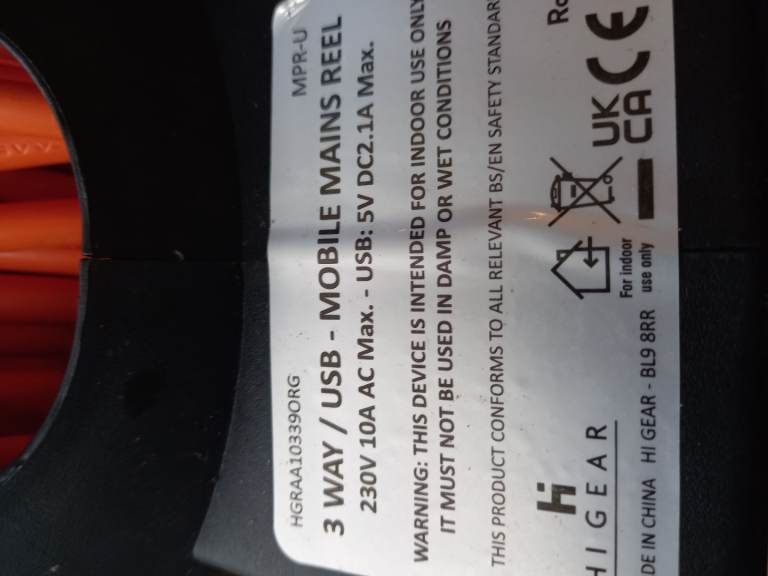 HGRAA10339ORG MPR-U
3 WAY / USB - MOBILE MAINS REEL
230V 10A AC Max. - USB: 5V DC2.1A Max.
WARNING: THIS DEVICE IS INTENDED FOR INDOOR USE ONLY
IT MUST NOT BE USED IN DAMP OR WET CONDITIONS
THIS PRODUCT CONFORMS TO ALL RELEVANT BS/EN SAFETY STANDAR
Hi
HIGEAR
For indoor
use only
UK
CA
CE
Ro
DE IN CHINA HI GEAR - BL9 8RR